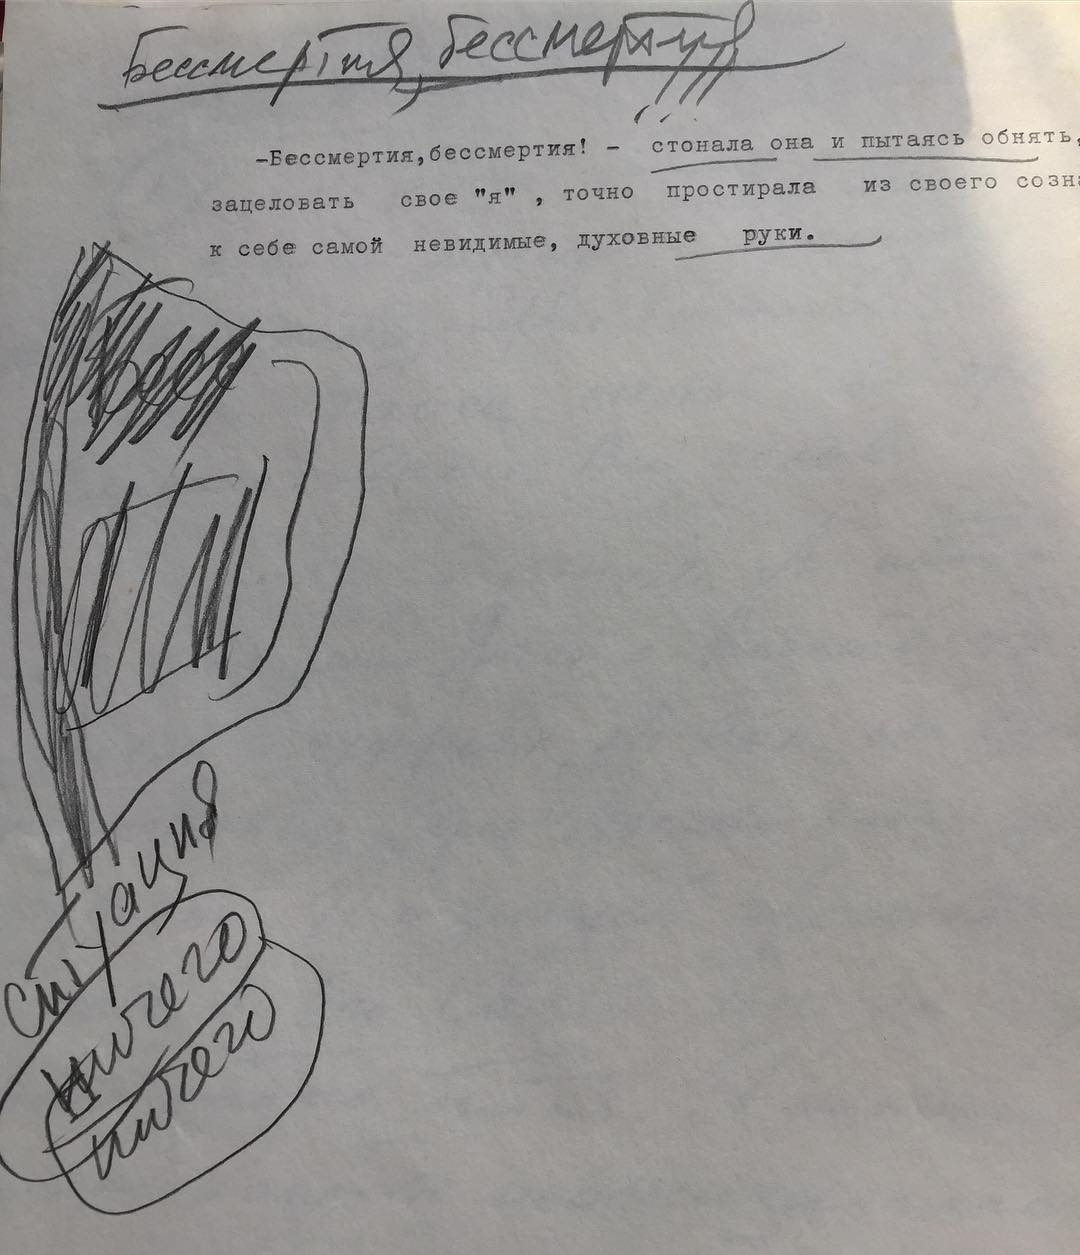 Бессмертия, бессмертия!!!
-Бессмертия,бессмертия! - стонала она и пытаясь обнять,
зацеловать свое "я" , точно простирала из своего созна
к себе самой невидимые, духовные руки.
ситуация
ничего
ничего